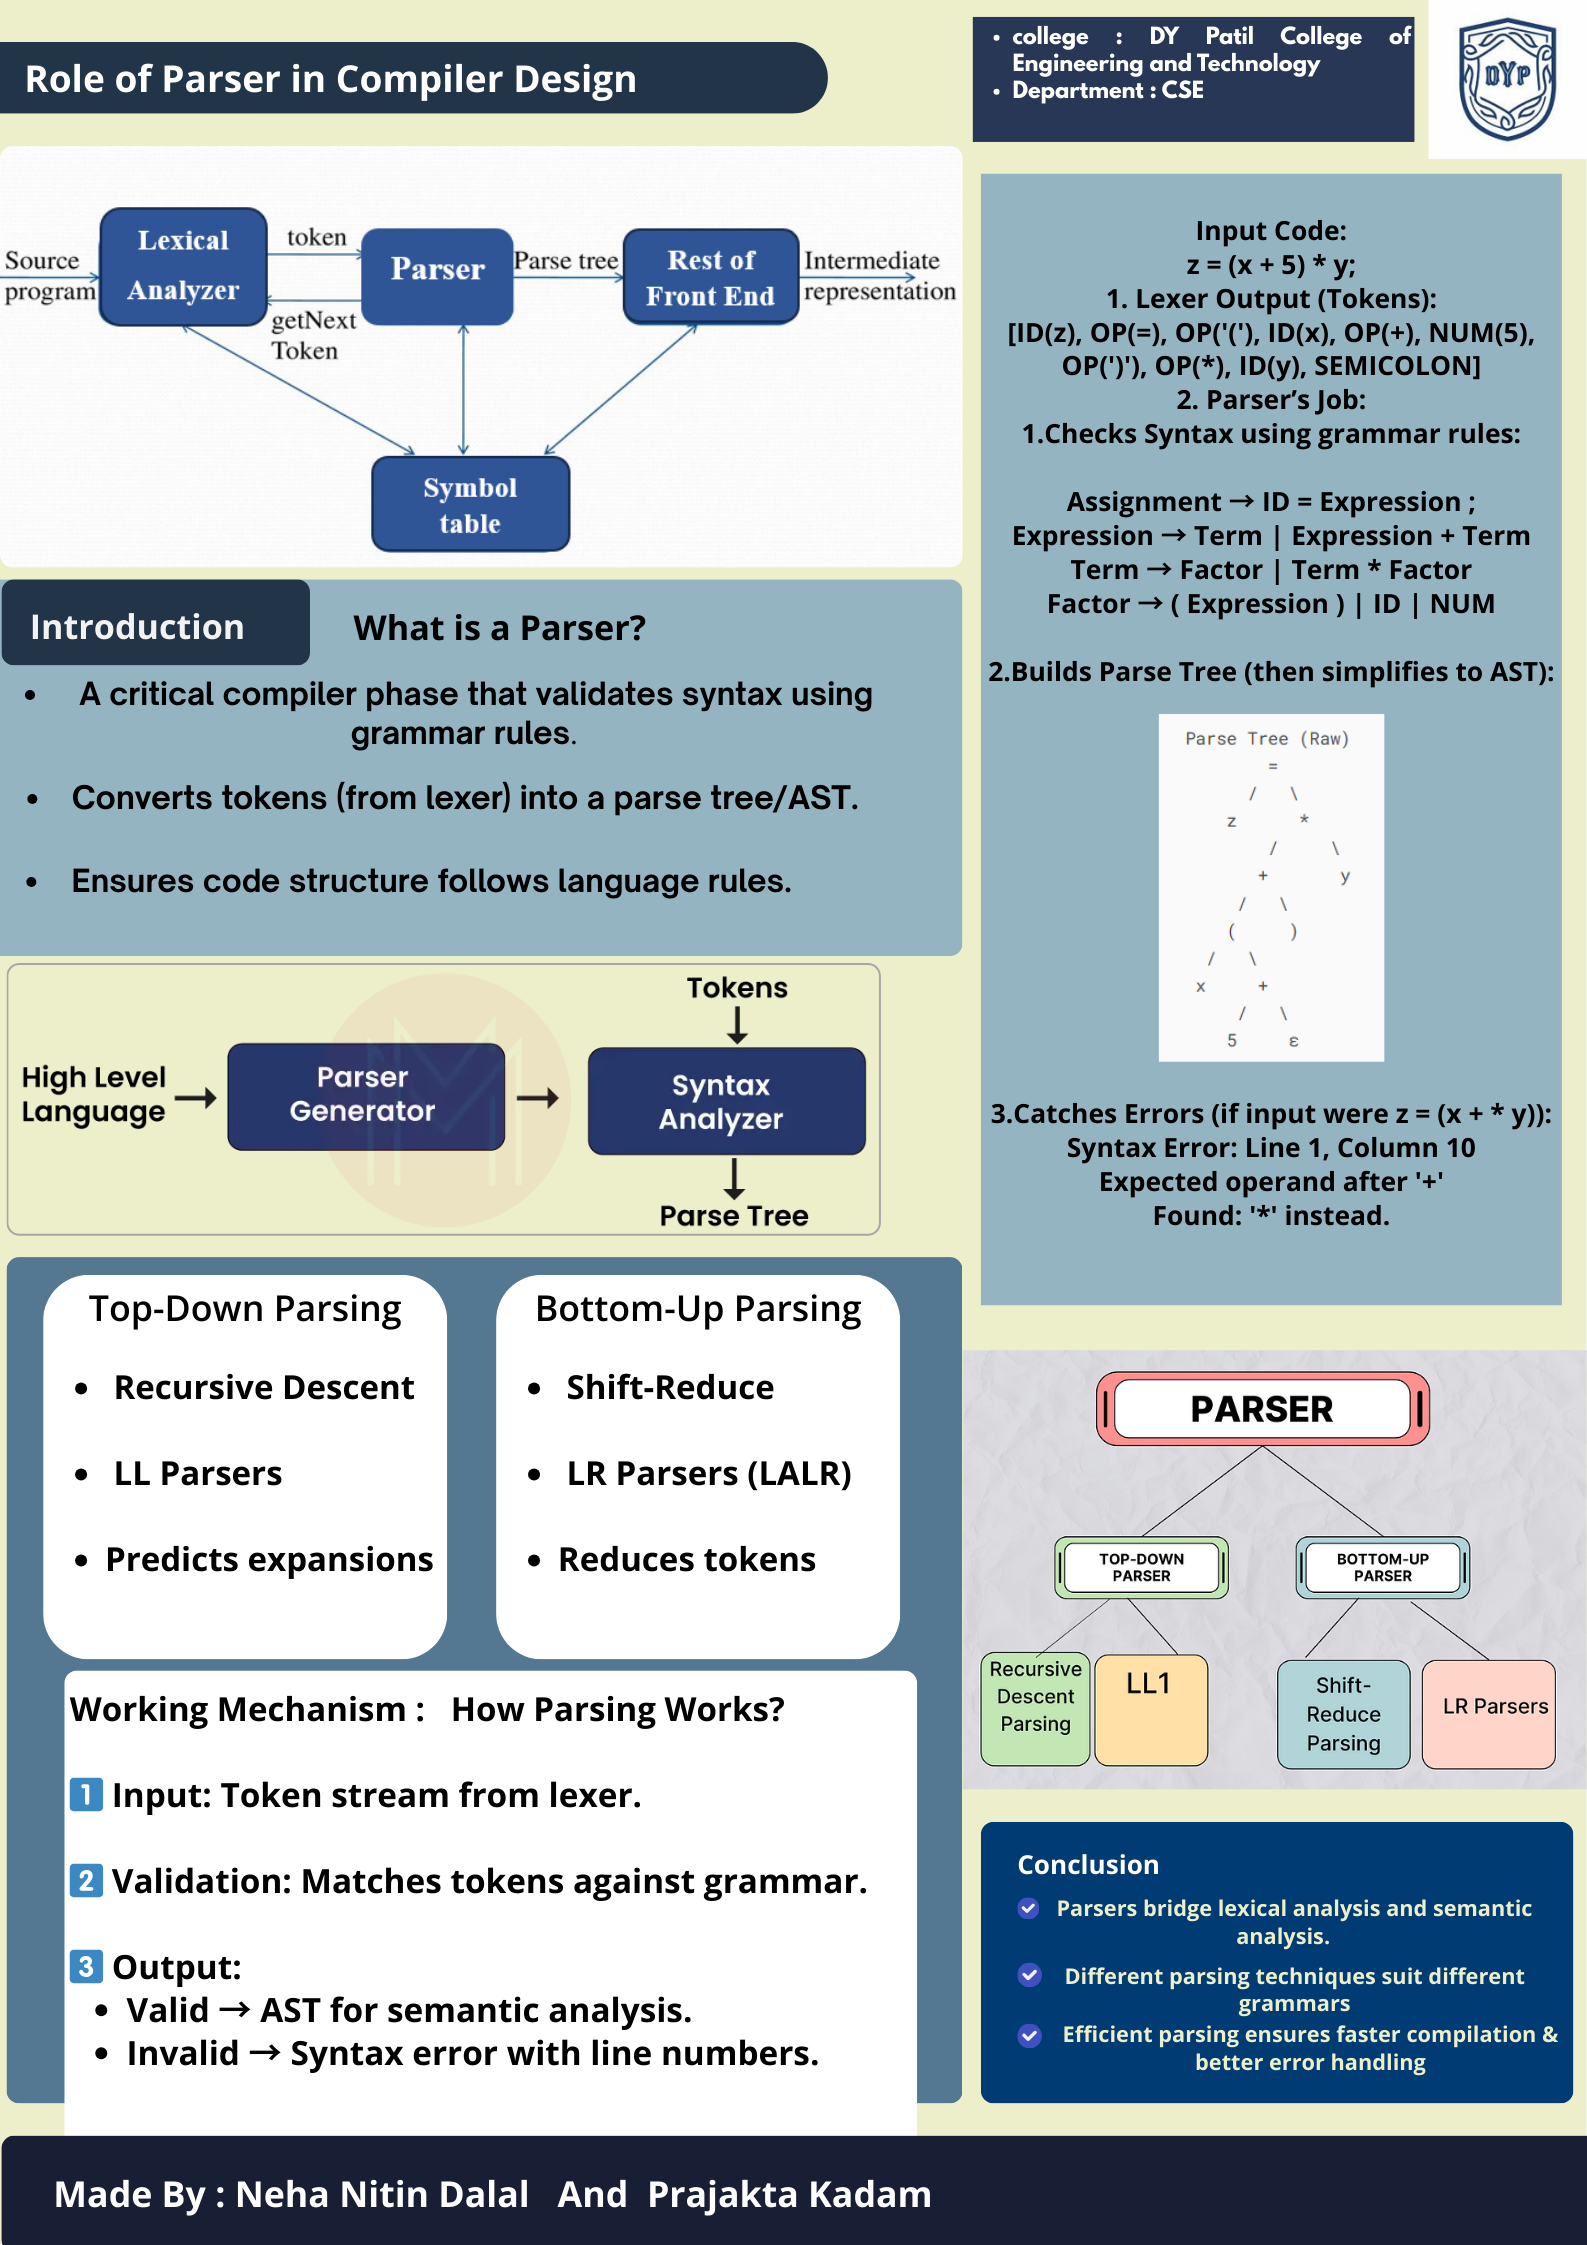 Role of Parser in Compiler Design
• college : DY Patil College of
Engineering and Technology
• Department : CSE
DYP
Source
program
Lexical
Analyzer
token
getNext
Token
Parser
Parse tree
Rest of
Front End
Intermediate
representation
Symbol
table
Introduction
What is a Parser?
• A critical compiler phase that validates syntax using
grammar rules.
• Converts tokens (from lexer) into a parse tree/AST.
• Ensures code structure follows language rules.
High Level
Language
Parser
Generator
Tokens
Syntax
Analyzer
Parse Tree
Top-Down Parsing
• Recursive Descent
• LL Parsers
• Predicts expansions
Bottom-Up Parsing
• Shift-Reduce
• LR Parsers (LALR)
• Reduces tokens
Working Mechanism : How Parsing Works?
1 Input: Token stream from lexer.
2 Validation: Matches tokens against grammar.
3 Output:
• Valid → AST for semantic analysis.
• Invalid → Syntax error with line numbers.
Input Code:
z = (x + 5) * y;
1. Lexer Output (Tokens):
[ID(z), OP(=), OP('('), ID(x), OP(+), NUM(5),
OP(')'), OP(*), ID(y), SEMICOLON]
2. Parser’s Job:
1.Checks Syntax using grammar rules:
Assignment → ID = Expression ;
Expression → Term | Expression + Term
Term → Factor | Term * Factor
Factor → ( Expression ) | ID | NUM
2.Builds Parse Tree (then simplifies to AST):
Parse Tree (Raw)
=
/ \
z *
/ \
+ y
/ \
( )
/ \
x +
/ \
5 ε
3.Catches Errors (if input were z = (x + * y)):
Syntax Error: Line 1, Column 10
Expected operand after '+'
Found: '*' instead.
PARSER
TOP-DOWN
PARSER
BOTTOM-UP
PARSER
Recursive
Descent
Parsing
LL1
Shift-
Reduce
Parsing
LR Parsers
Conclusion
Parsers bridge lexical analysis and semantic
analysis.
Different parsing techniques suit different
grammars
Efficient parsing ensures faster compilation &
better error handling
Made By : Neha Nitin Dalal And Prajakta Kadam